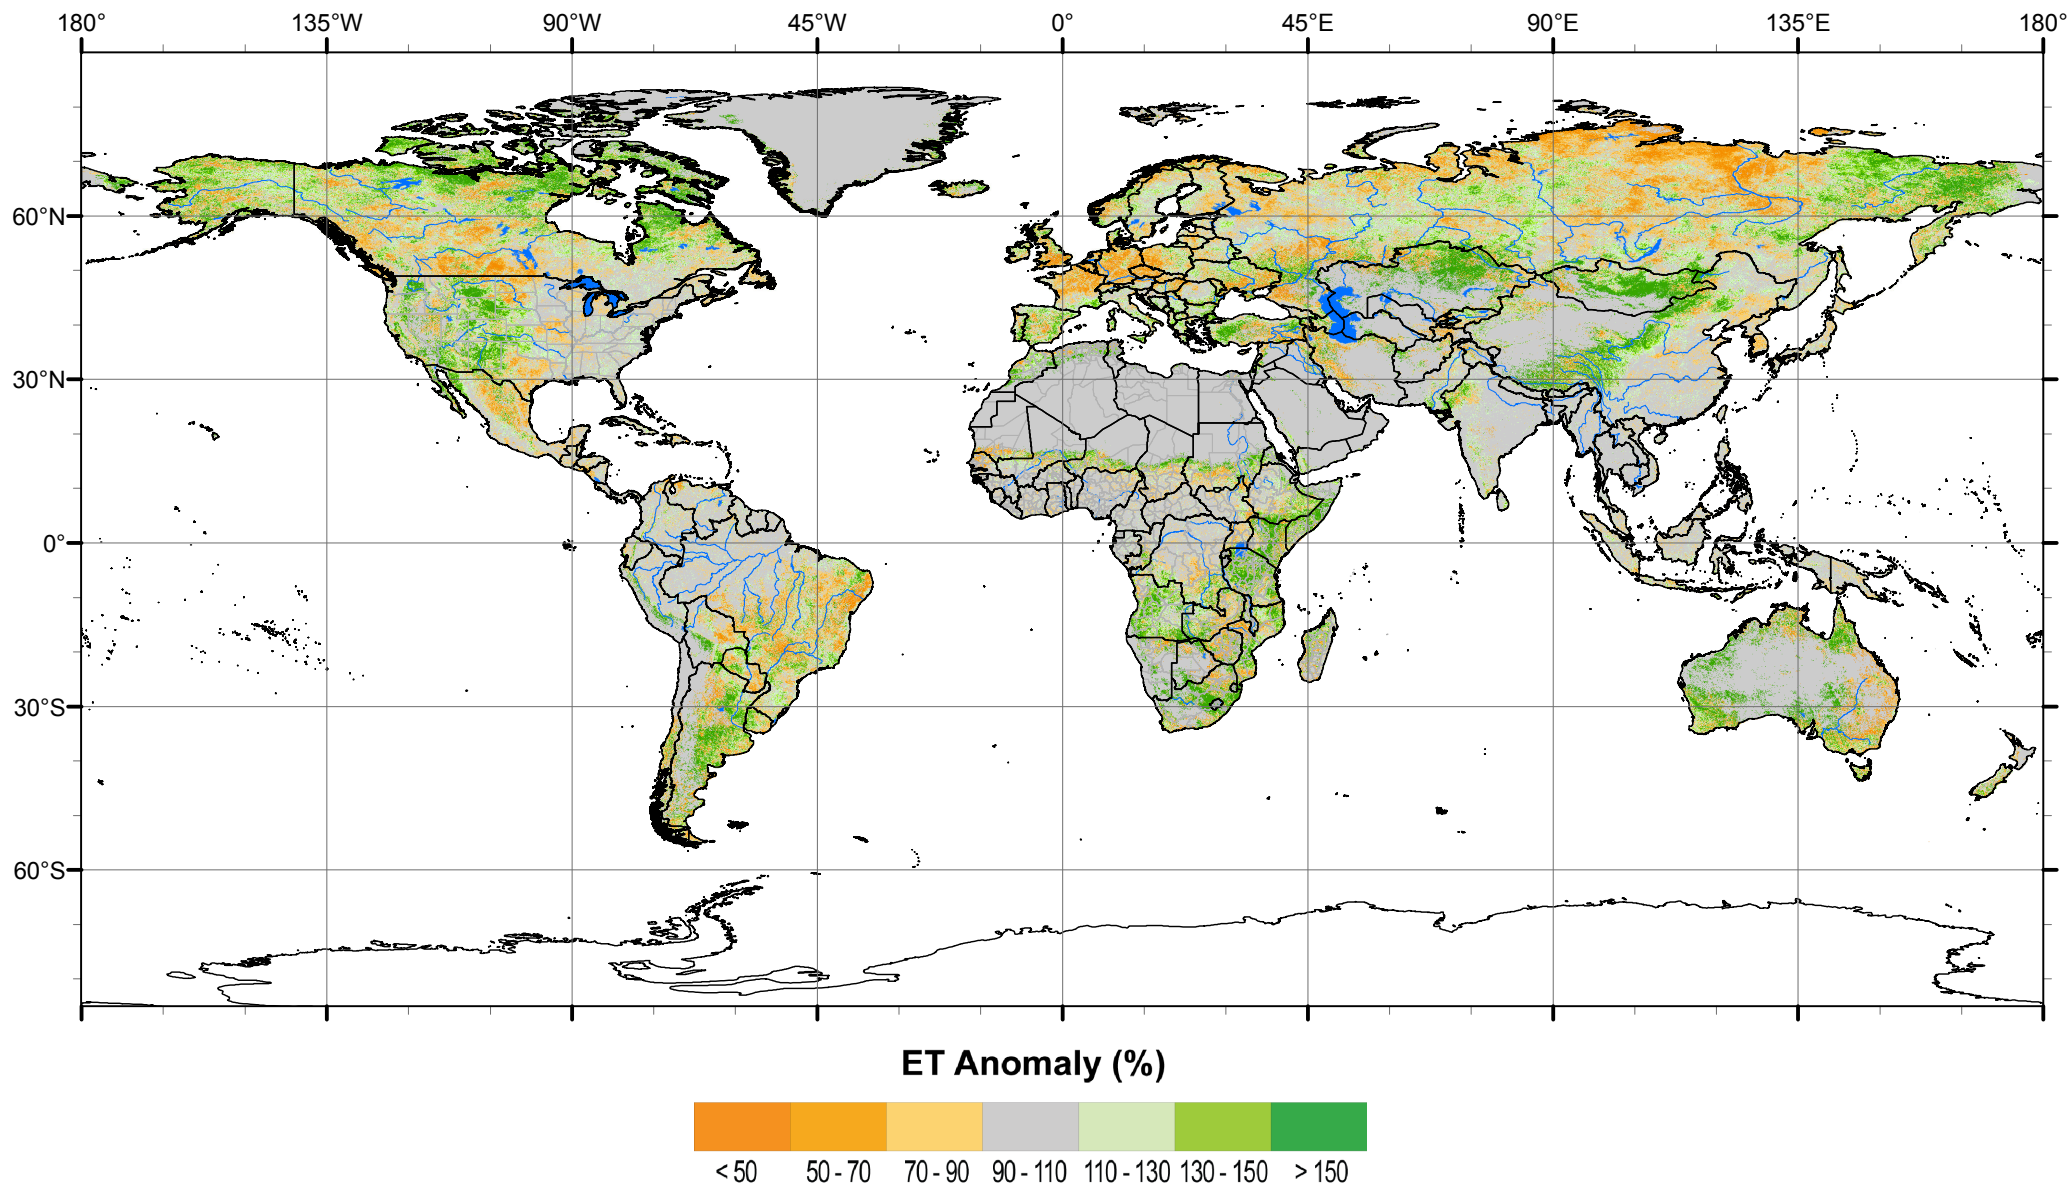 180° 135°W 90°W 45°W 0° 45°E 90°E 135°E 180°
60°N
30°N
0°
30°S
60°S
ET Anomaly (%)
< 50 50 - 70 70 - 90 90 - 110 110 - 130 130 - 150 > 150